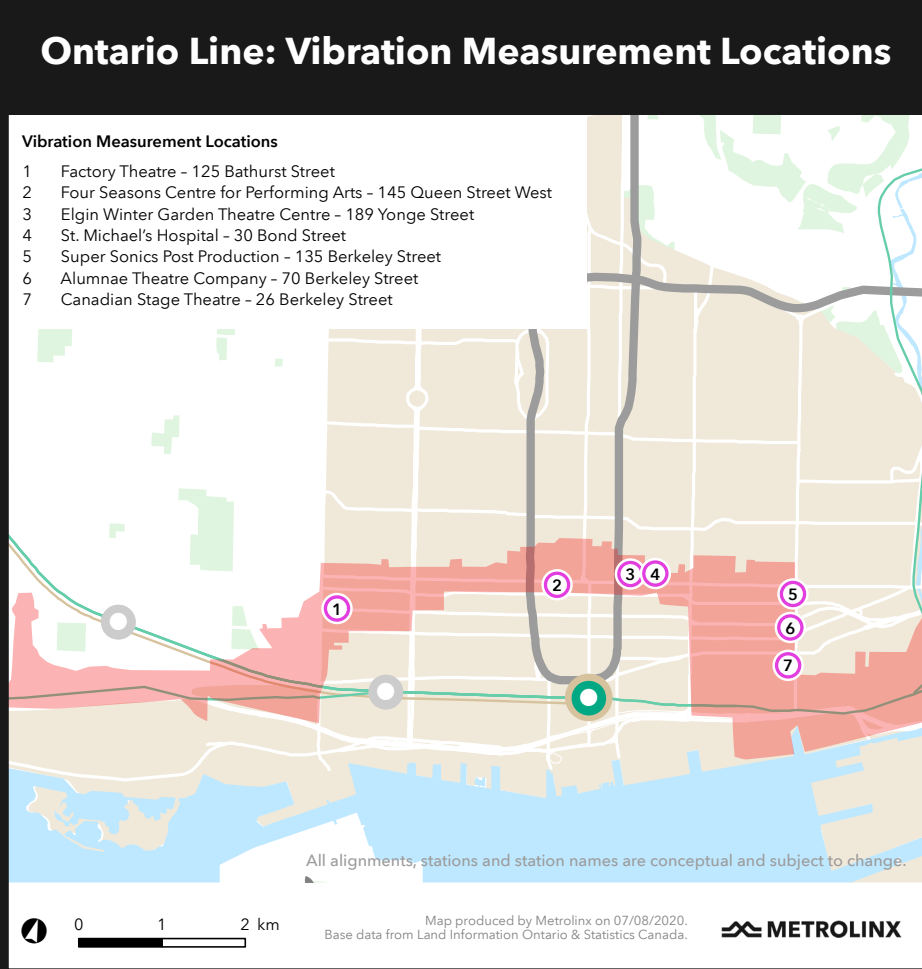 Ontario Line: Vibration Measurement Locations
Vibration Measurement Locations
1 Factory Theatre – 125 Bathurst Street
2 Four Seasons Centre for Performing Arts – 145 Queen Street West
3 Elgin Winter Garden Theatre Centre – 189 Yonge Street
4 St. Michael's Hospital – 30 Bond Street
5 Super Sonics Post Production – 135 Berkeley Street
6 Alumnae Theatre Company – 70 Berkeley Street
7 Canadian Stage Theatre – 26 Berkeley Street
3 4
2
5
1
6
7
All alignments, stations and station names are conceptual and subject to change.
0 1 2 km
Map produced by Metrolinx on 07/08/2020.
Base data from Land Information Ontario & Statistics Canada.
METROLINX